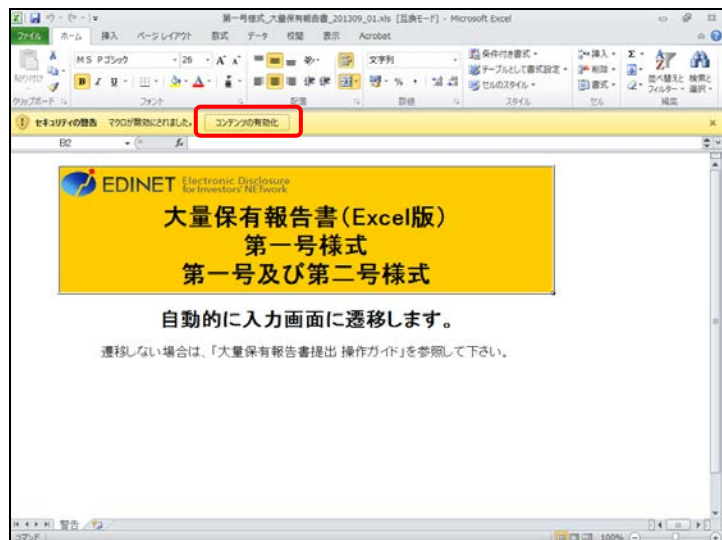 第一号様式_大量保有報告書_201309_01.xls [互換モード] - Microsoft Excel
ファイル ホーム 挿入 ページ レイアウト 数式 データ 校閲 表示 Acrobat
MS Pゴシック 26 A A 文字列 条件付き書式 挿入 Σ
貼り付け テーブルとして書式設定 削除 並べ替えと 検索と
B I U A % セルのスタイル 書式 フィルター 選択
クリップボード フォント 配置 数値 スタイル セル 編集
セキュリティの警告 マクロが無効にされました。 コンテンツの有効化
B2 fx
EDINET Electronic Disclosure
for Investors' NETwork
大量保有報告書(Excel版)
第一号様式
第一号及び第二号様式
自動的に入力画面に遷移します。
遷移しない場合は、「大量保有報告書提出 操作ガイド」を参照して下さい。
警告
コマンド 100%